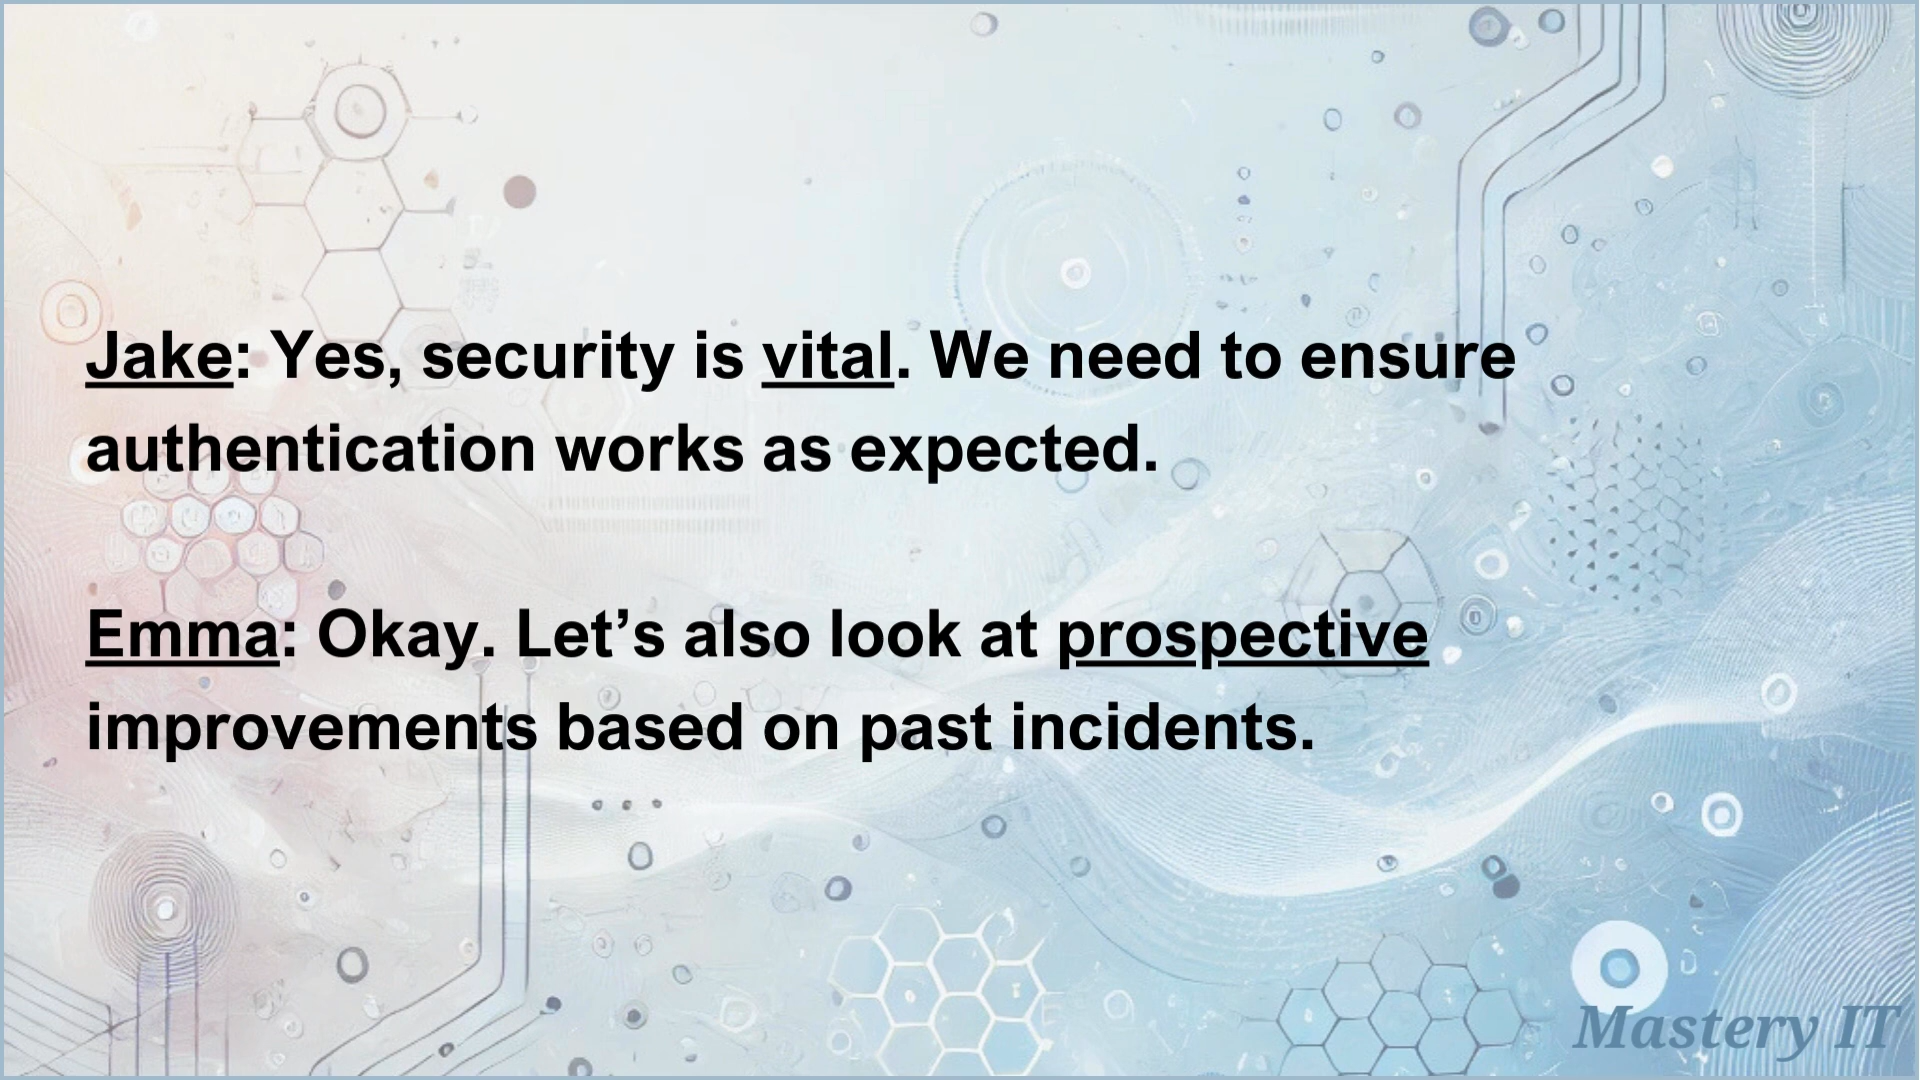 Jake: Yes, security is vital. We need to ensure
authentication works as expected.
Emma: Okay. Let’s also look at prospective
improvements based on past incidents.
Mastery IT